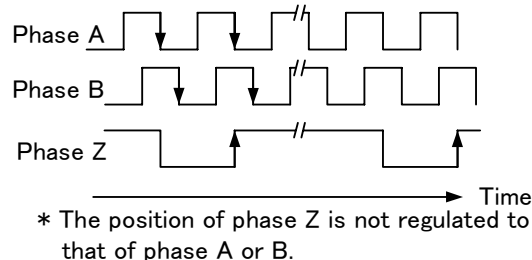 Phase A
Phase B
Phase Z
Time
* The position of phase Z is not regulated to
that of phase A or B.